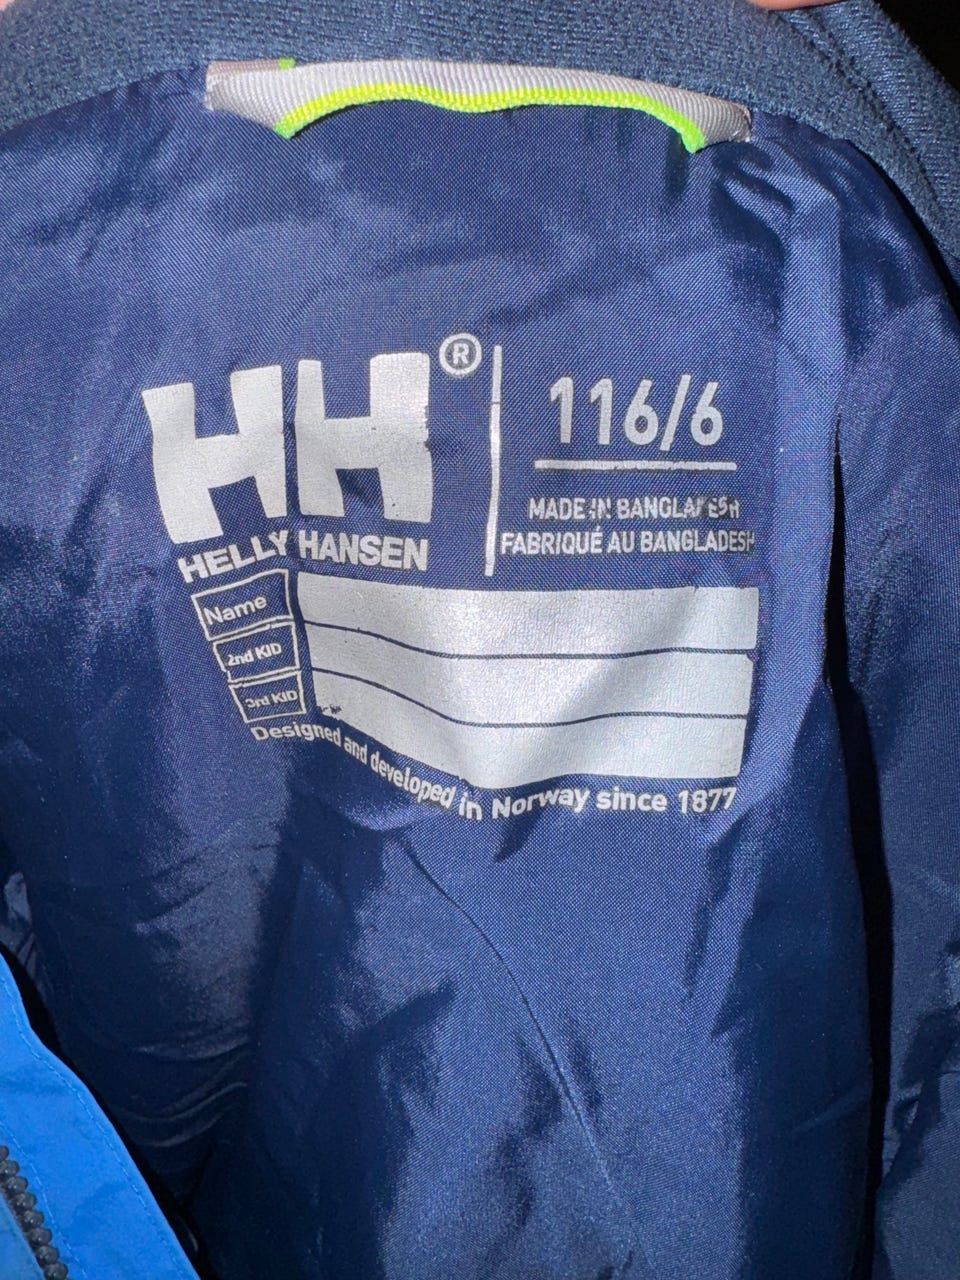 HH®
HELLY HANSEN
116/6
MADE IN BANGLADESH
FABRIQUÉ AU BANGLADESH
Name
2nd KID
3rd KID
Designed and developed in Norway since 1877